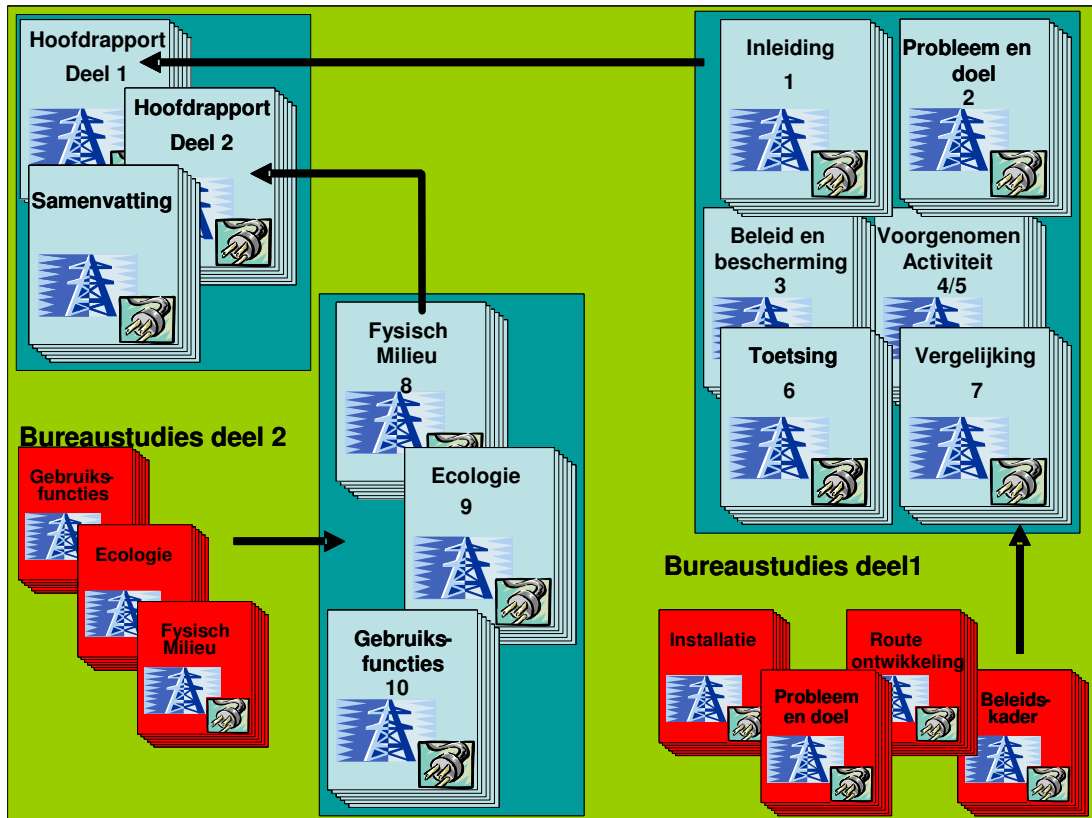 Hoofdrapport
Deel 1
Hoofdrapport
Deel 2
Samenvatting
Inleiding
1
Probleem en
doel
2
Beleid en
bescherming
3
Voorgenomen
Activiteit
4/5
Toetsing
6
Vergelijking
7
Fysisch
Milieu
8
Ecologie
9
Gebruiks-
functies
10
Bureaustudies deel 2
Gebruiks-
functies
Ecologie
Fysisch
Milieu
Bureaustudies deel1
Installatie
Probleem
en doel
Route
ontwikkeling
Beleids-
kader